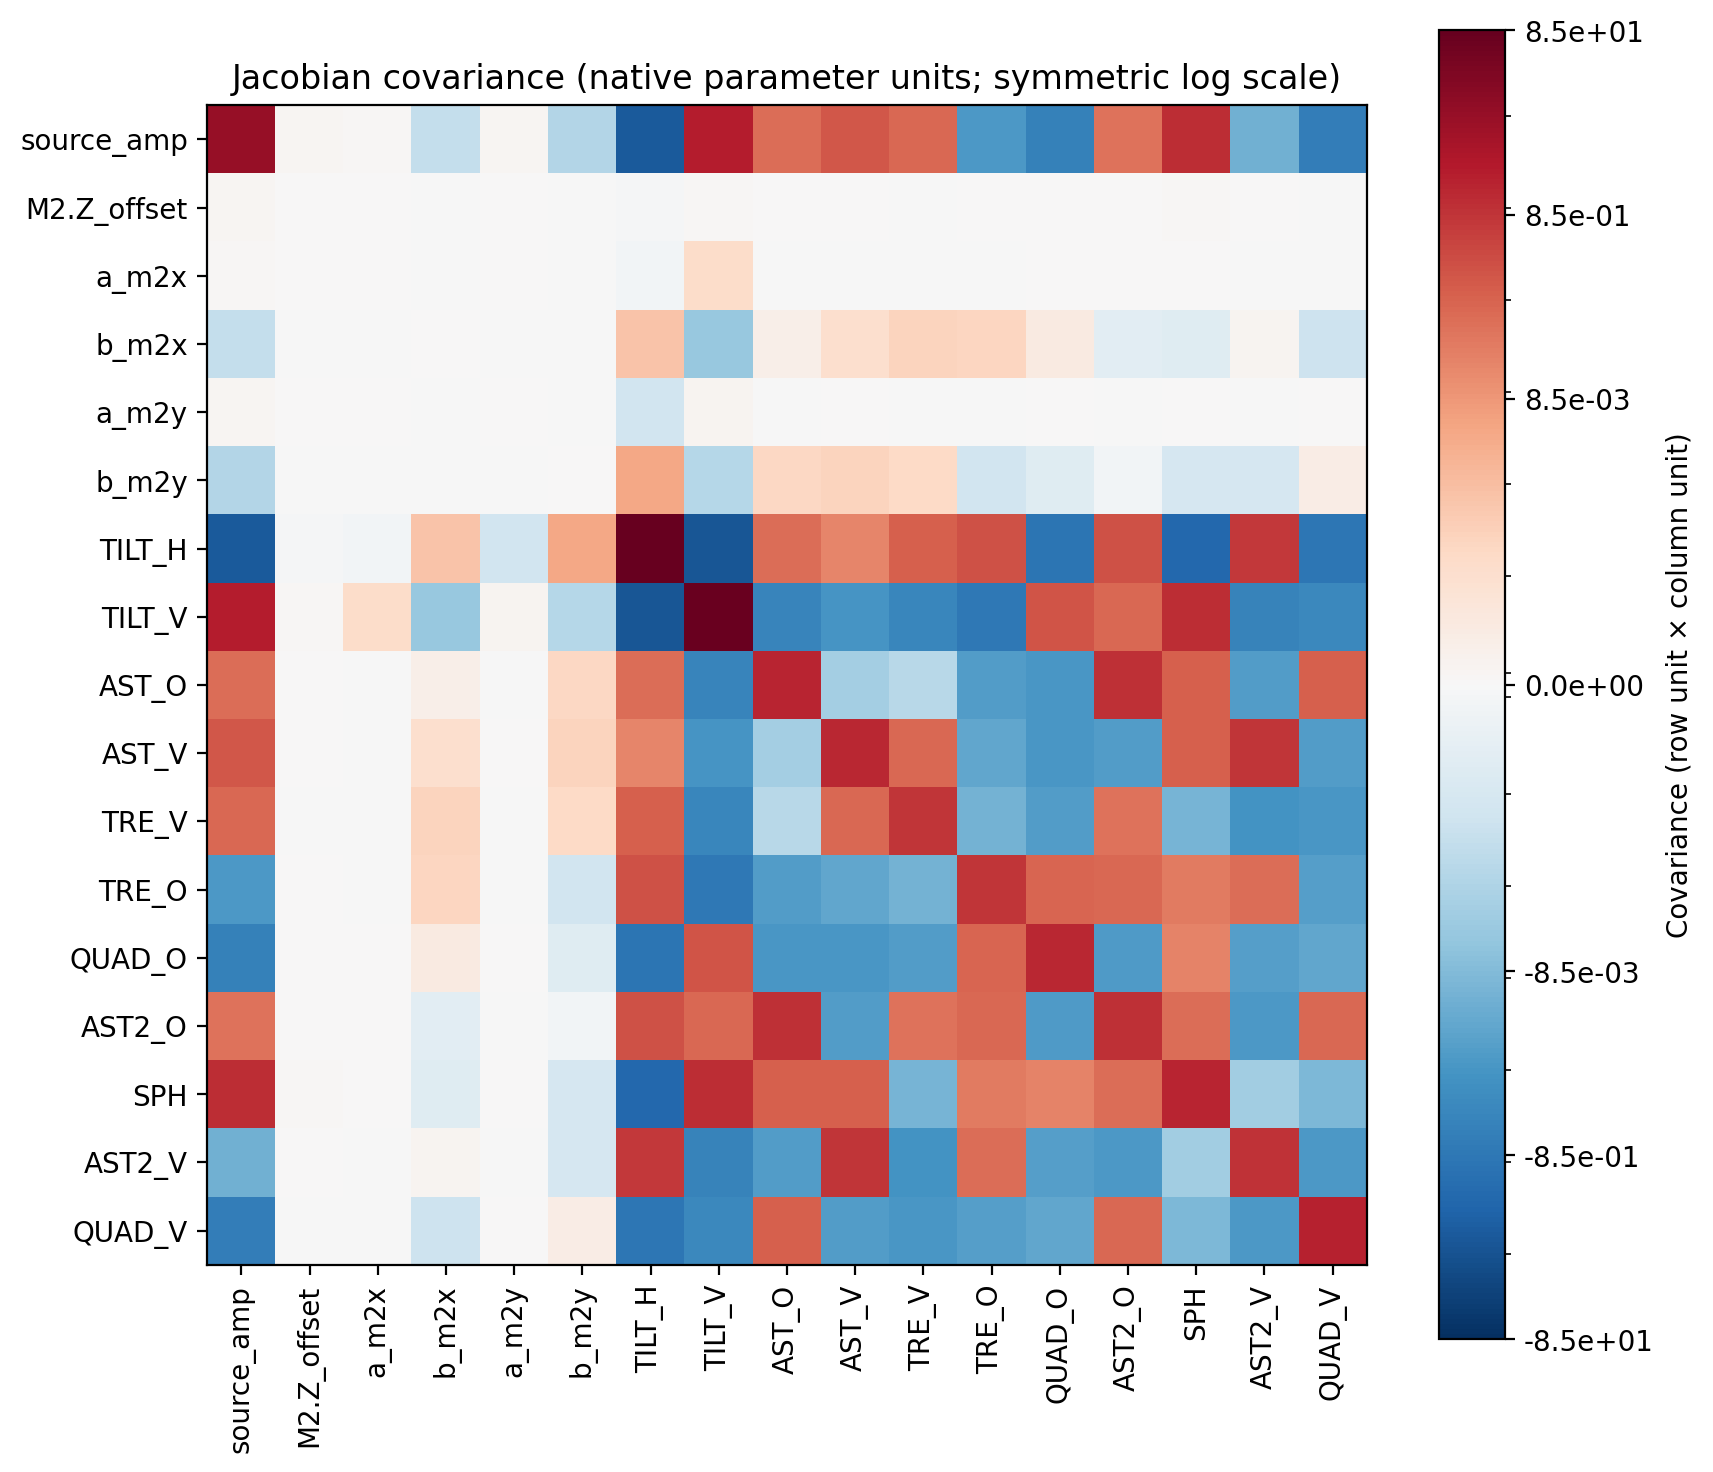 Jacobian covariance (native parameter units; symmetric log scale)
source_amp
M2.Z_offset
a_m2x
b_m2x
a_m2y
b_m2y
TILT_H
TILT_V
AST_O
AST_V
TRE_V
TRE_O
QUAD_O
AST2_O
SPH
AST2_V
QUAD_V
source_amp
M2.Z_offset
a_m2x
b_m2x
a_m2y
b_m2y
TILT_H
TILT_V
AST_O
AST_V
TRE_V
TRE_O
QUAD_O
AST2_O
SPH
AST2_V
QUAD_V
8.5e+01
8.5e-01
8.5e-03
0.0e+00
-8.5e-03
-8.5e-01
-8.5e+01
Covariance (row unit × column unit)